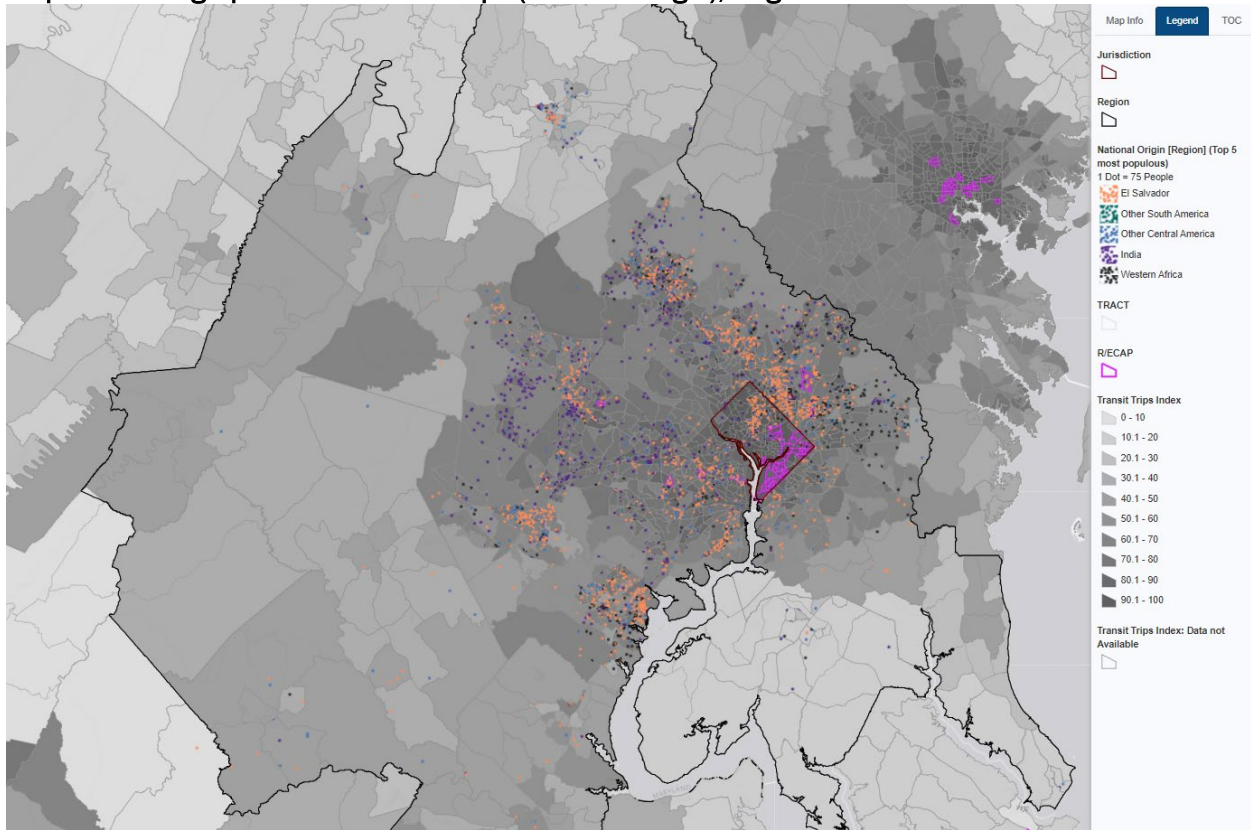 Map Info Legend TOC
Jurisdiction
Region
National Origin [Region] (Top 5
most populous)
1 Dot = 75 People
El Salvador
Other South America
Other Central America
India
Western Africa
TRACT
R/ECAP
Transit Trips Index
0 - 10
10.1 - 20
20.1 - 30
30.1 - 40
40.1 - 50
50.1 - 60
60.1 - 70
70.1 - 80
80.1 - 90
90.1 - 100
Transit Trips Index: Data not
Available
MARYLAND